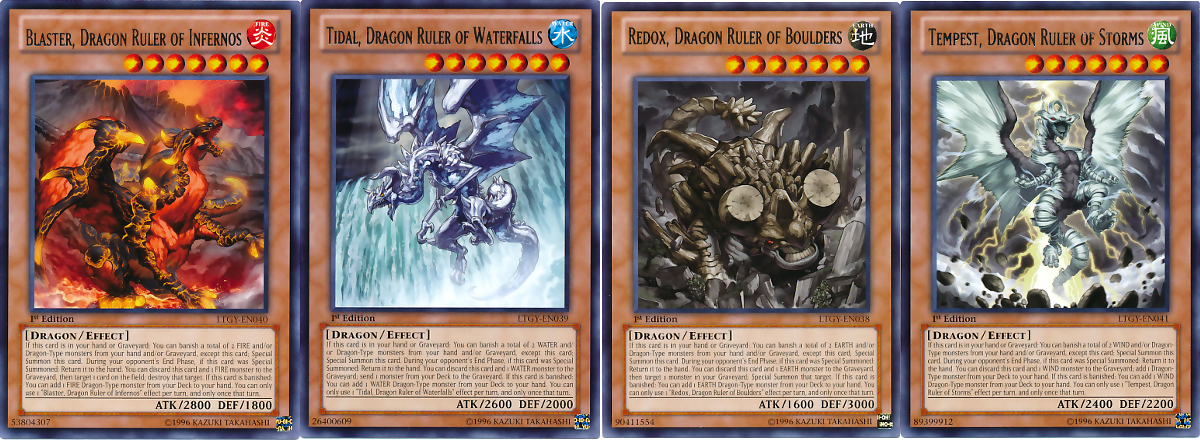 BLASTER, DRAGON RULER OF INFERNOS
FIRE
炎
1st Edition
LTGY-EN040
[DRAGON/EFFECT]
If this card is in your hand or Graveyard: You can banish a total of 2 FIRE and/or
Dragon-Type monsters from your hand and/or Graveyard, except this card; Special
Summon this card. During your opponent's End Phase, if this card was Special
Summoned: Return it to the hand. You can discard this card and 1 FIRE monster to the
Graveyard, then target 1 card on the field; destroy that target. If this card is banished:
You can add 1 FIRE Dragon-Type monster from your Deck to your hand. You can only
use 1 "Blaster, Dragon Ruler of Infernos" effect per turn, and only once that turn.
ATK/2800 DEF/1800
53804307
©1996 KAZUKI TAKAHASHI
TIDAL, DRAGON RULER OF WATERFALLS
WATER
水
1st Edition
LTGY-EN039
[DRAGON/EFFECT]
If this card is in your hand or Graveyard: You can banish a total of 2 WATER and/
or Dragon-Type monsters from your hand and/or Graveyard, except this card;
Special Summon this card. During your opponent's End Phase, if this card was Special
Summoned: Return it to the hand. You can discard this card and 1 WATER monster to the
Graveyard; send 1 monster from your Deck to the Graveyard. If this card is banished:
You can add 1 WATER Dragon-Type monster from your Deck to your hand. You can
only use 1 "Tidal, Dragon Ruler of Waterfalls" effect per turn, and only once that turn.
ATK/2600 DEF/2000
26400609
©1996 KAZUKI TAKAHASHI
REDOX, DRAGON RULER OF BOULDERS
EARTH
地
1st Edition
LTGY-EN038
[DRAGON/EFFECT]
If this card is in your hand or Graveyard: You can banish a total of 2 EARTH and/or
Dragon-Type monsters from your hand and/or Graveyard, except this card; Special
Summon this card. During your opponent's End Phase, if this card was Special Summoned:
Return it to the hand. You can discard this card and 1 EARTH monster to the Graveyard,
then target 1 monster in your Graveyard; Special Summon that target. If this card is
banished: You can add 1 EARTH Dragon-Type monster from your Deck to your hand. You
can only use 1 "Redox, Dragon Ruler of Boulders" effect per turn, and only once that turn.
ATK/1600 DEF/3000
90411554
©1996 KAZUKI TAKAHASHI
TEMPEST, DRAGON RULER OF STORMS
WIND
風
1st Edition
LTGY-EN041
[DRAGON/EFFECT]
If this card is in your hand or Graveyard: You can banish a total of 2 WIND and/or Dragon-
Type monsters from your hand and/or Graveyard, except this card; Special Summon this
card. During your opponent's End Phase, if this card was Special Summoned: Return it to
the hand. You can discard this card and 1 WIND monster to the Graveyard; add 1 Dragon-
Type monster from your Deck to your hand. If this card is banished: You can add 1 WIND
Dragon-Type monster from your Deck to your hand. You can only use 1 "Tempest, Dragon
Ruler of Storms" effect per turn, and only once that turn.
ATK/2400 DEF/2200
89399912
©1996 KAZUKI TAKAHASHI